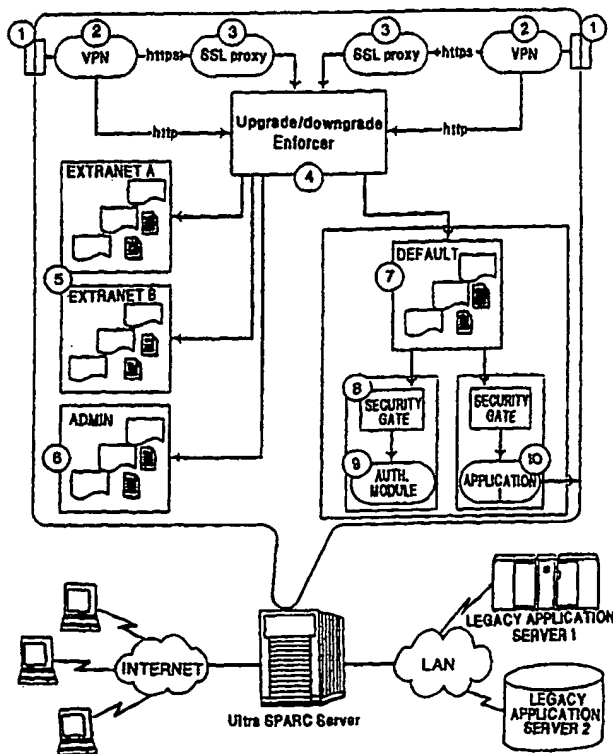 1 2 VPN https 3 SSL proxy 3 SSL proxy https 2 VPN 1
http Upgrade/downgrade Enforcer http
4
EXTRANET A
5
EXTRANET B
ADMIN
6
DEFAULT
7
8 SECURITY GATE
SECURITY GATE
9 AUTH. MODULE
10 APPLICATION
INTERNET
Ultra SPARC Server
LAN
LEGACY APPLICATION
SERVER 1
LEGACY
APPLICATION
SERVER 2